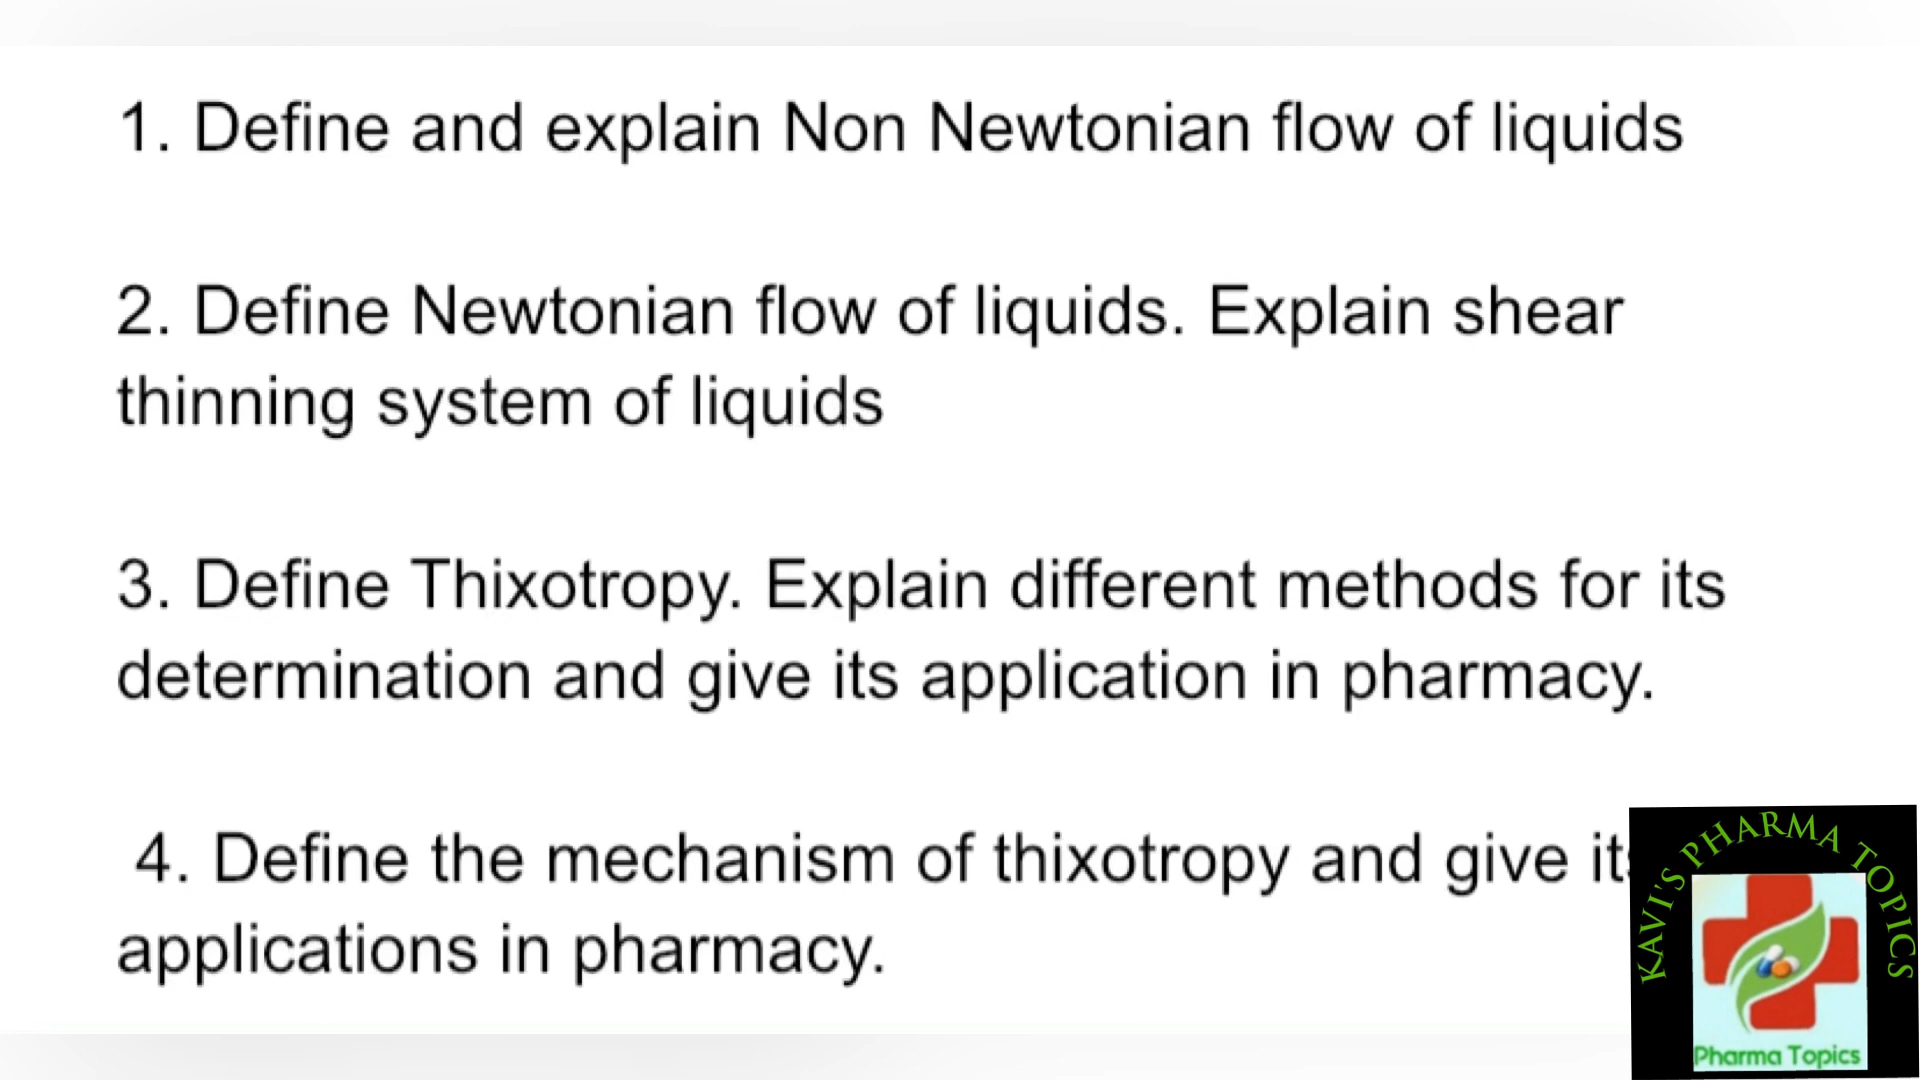 1. Define and explain Non Newtonian flow of liquids
2. Define Newtonian flow of liquids. Explain shear
thinning system of liquids
3. Define Thixotropy. Explain different methods for its
determination and give its application in pharmacy.
4. Define the mechanism of thixotropy and give its
applications in pharmacy.
KAVI'S PHARMA TOPICS
Pharma Topics